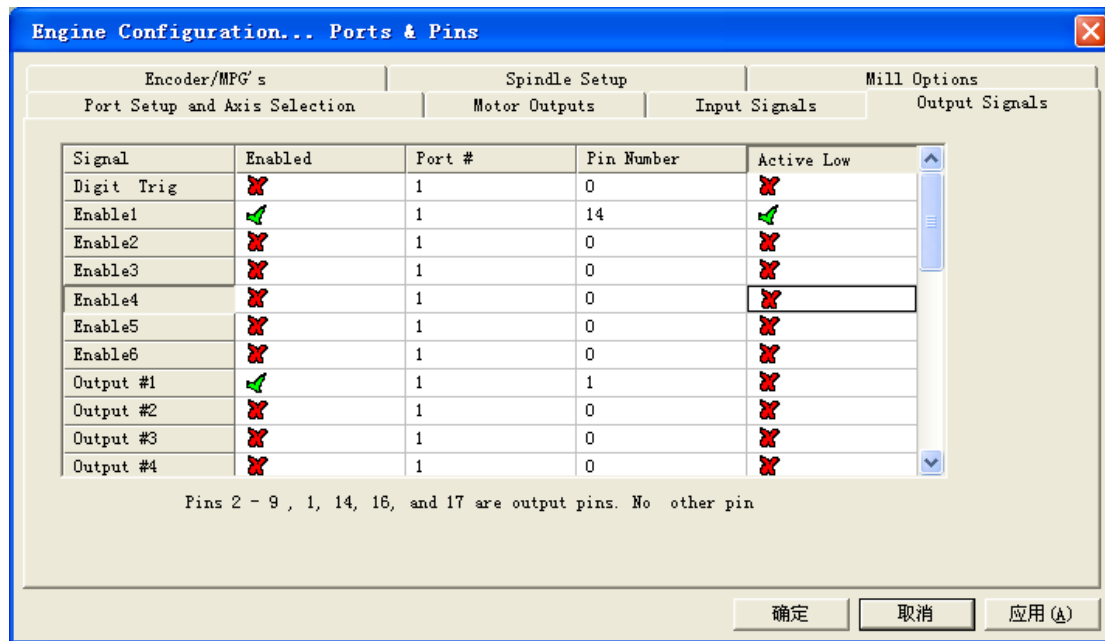 Engine Configuration... Ports & Pins
Encoder/MPG's Spindle Setup Mill Options
Port Setup and Axis Selection Motor Outputs Input Signals Output Signals
Signal Enabled Port # Pin Number Active Low
Digit Trig 1 0
Enable1 1 14
Enable2 1 0
Enable3 1 0
Enable4 1 0
Enable5 1 0
Enable6 1 0
Output #1 1 1
Output #2 1 0
Output #3 1 0
Output #4 1 0
Pins 2 - 9 , 1, 14, 16, and 17 are output pins. No other pin
确定 取消 应用(A)